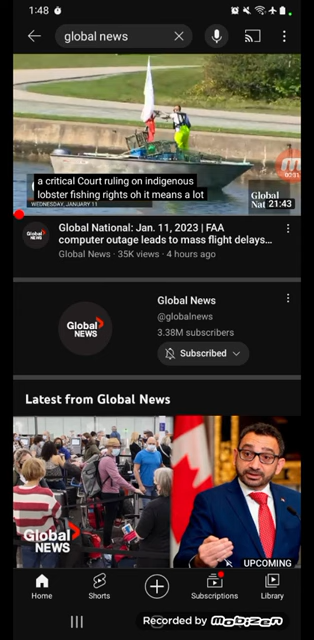 1:48
global news
a critical Court ruling on indigenous
lobster fishing rights oh it means a lot
WEDNESDAY, JANUARY 11
Global
Nat
21:43
00:01
Global National: Jan. 11, 2023 | FAA
computer outage leads to mass flight delays...
Global News · 35K views · 4 hours ago
Global
NEWS
Global News
@globalnews
3.38M subscribers
Subscribed
Latest from Global News
Global
NEWS
UPCOMING
Home
Shorts
Subscriptions
Library
Recorded by mobizen